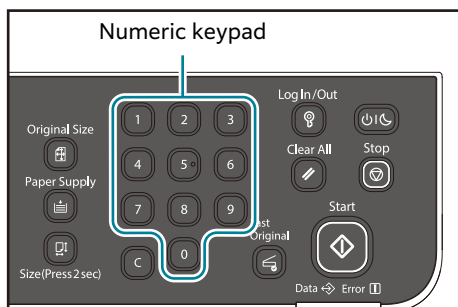 Numeric keypad
Log In/Out
1 2 3
Original Size
4 5 6
Clear All Stop
Paper Supply
7 8 9
Start
Original
C 0
Size(Press2sec)
Data Error